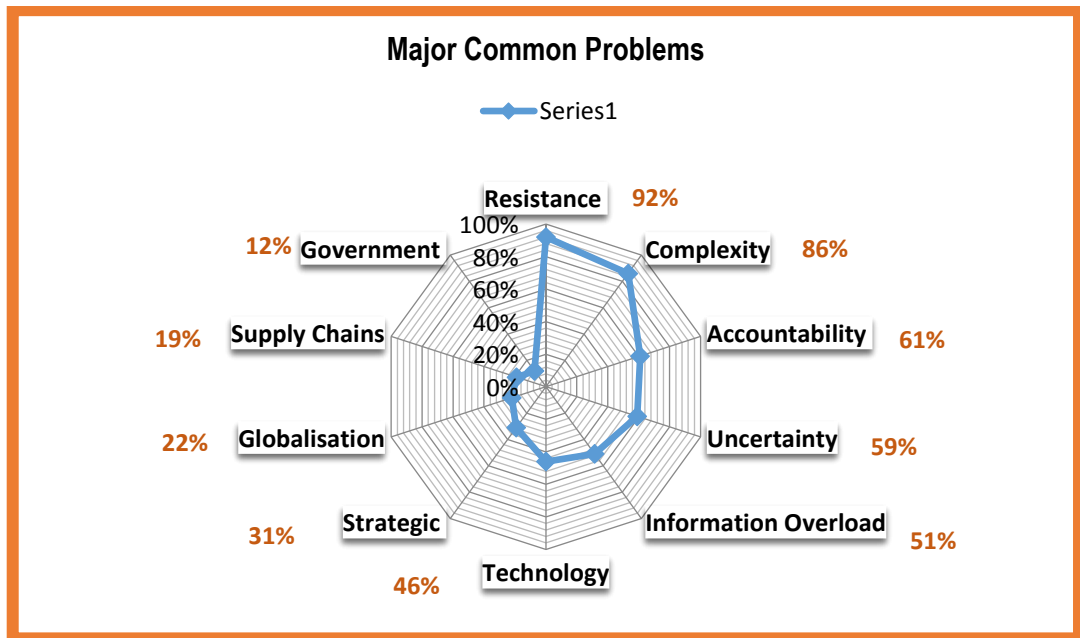 Major Common Problems
Series1
Resistance 92%
100%
80%
60%
40%
20%
0%
Complexity 86%
Accountability 61%
Uncertainty 59%
Information Overload 51%
Technology
46%
Strategic
31%
Globalisation
22%
Supply Chains
19%
12% Government